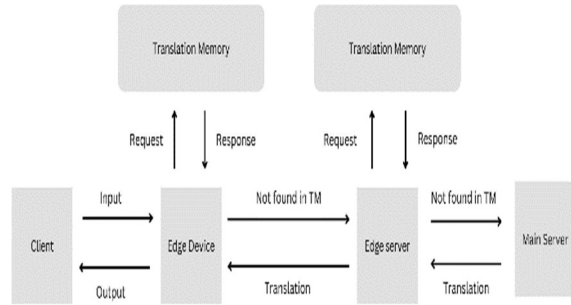 Translation Memory
Translation Memory
Request
Response
Request
Response
Input
Not found in TM
Not found in TM
Client
Edge Device
Edge server
Main Server
Output
Translation
Translation